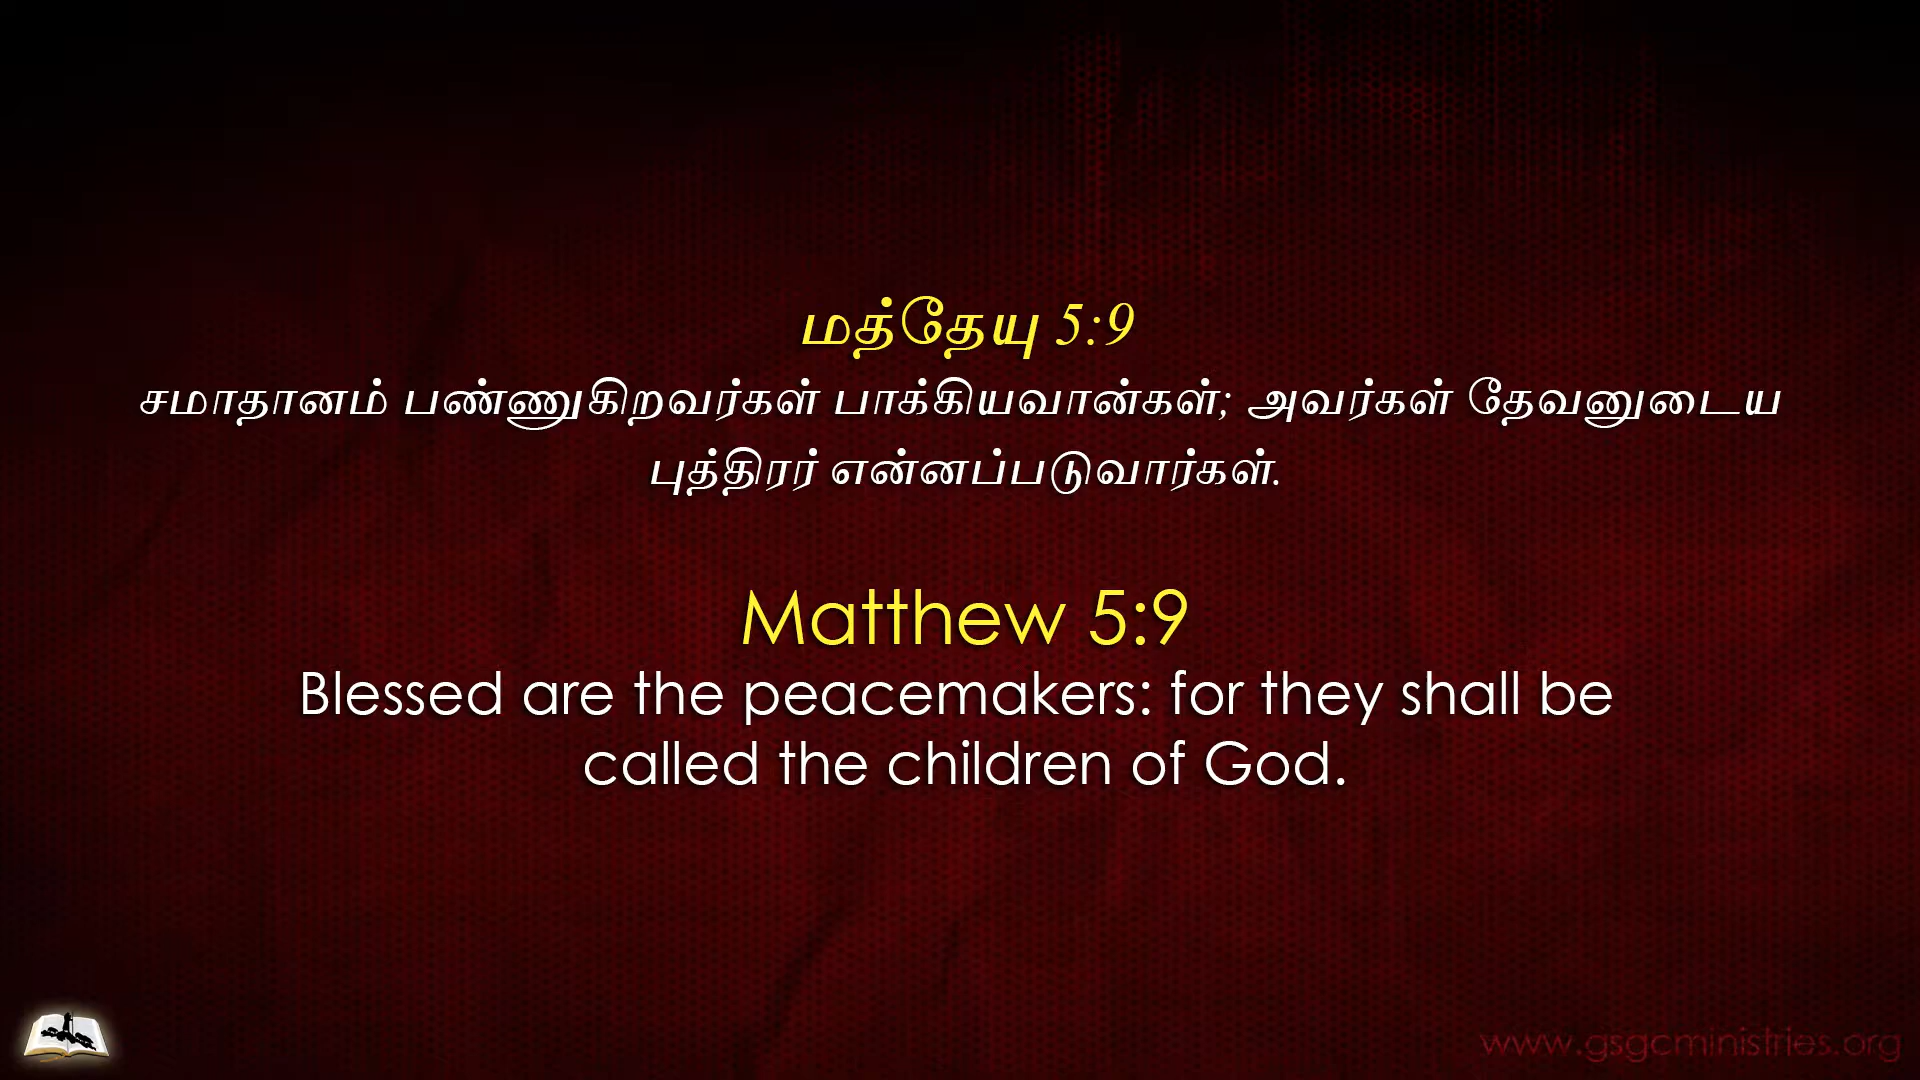 மத்தேயு 5:9
சமாதானம் பண்ணுகிறவர்கள் பாக்கியவான்கள்; அவர்கள் தேவனுடைய
புத்திரர் என்னப்படுவார்கள்.
Matthew 5:9
Blessed are the peacemakers: for they shall be
called the children of God.
www.gsgcministries.org